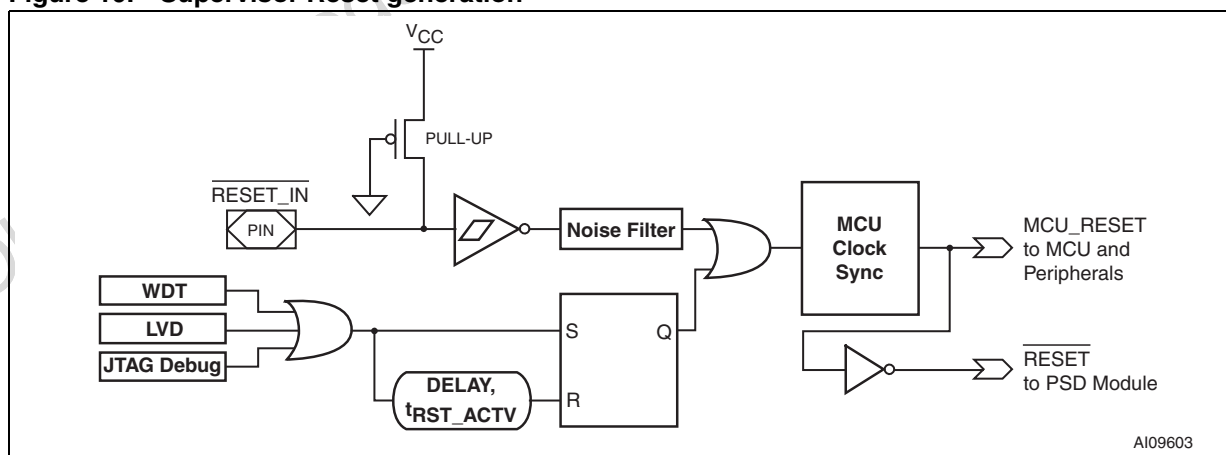 Figure 16. Supervisor Reset generation
VCC
PULL-UP
RESET_IN
PIN
Noise Filter
MCU
Clock
Sync
MCU_RESET
to MCU and
Peripherals
WDT
LVD
JTAG Debug
S
Q
R
DELAY,
tRST_ACTV
RESET
to PSD Module
AI09603